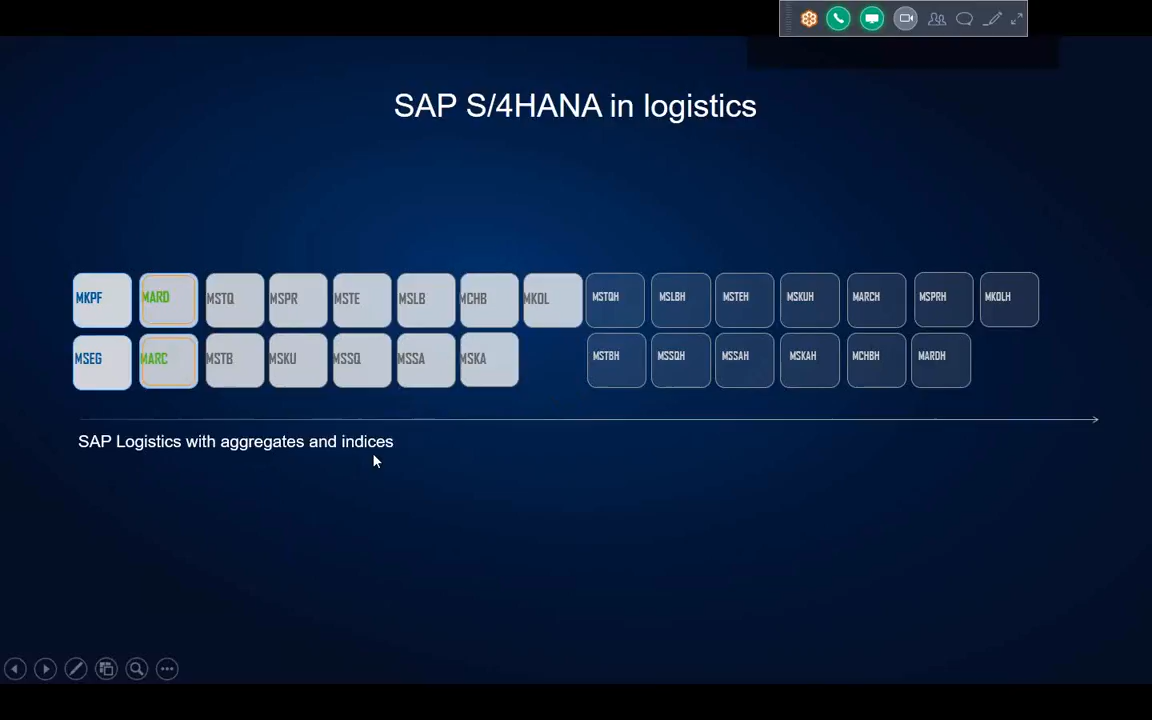 SAP S/4HANA in logistics
MKPF MARD MSTQ MSPR MSTE MSLB MCHB MKOL MSTQH MSLBH MSTEH MSKUH MARCH MSPRH MKOLH
MSEG MARC MSTB MSKU MSSQ MSSA MSKA MSTBH MSSQH MSSAH MSKAH MCHBH MARDH
SAP Logistics with aggregates and indices